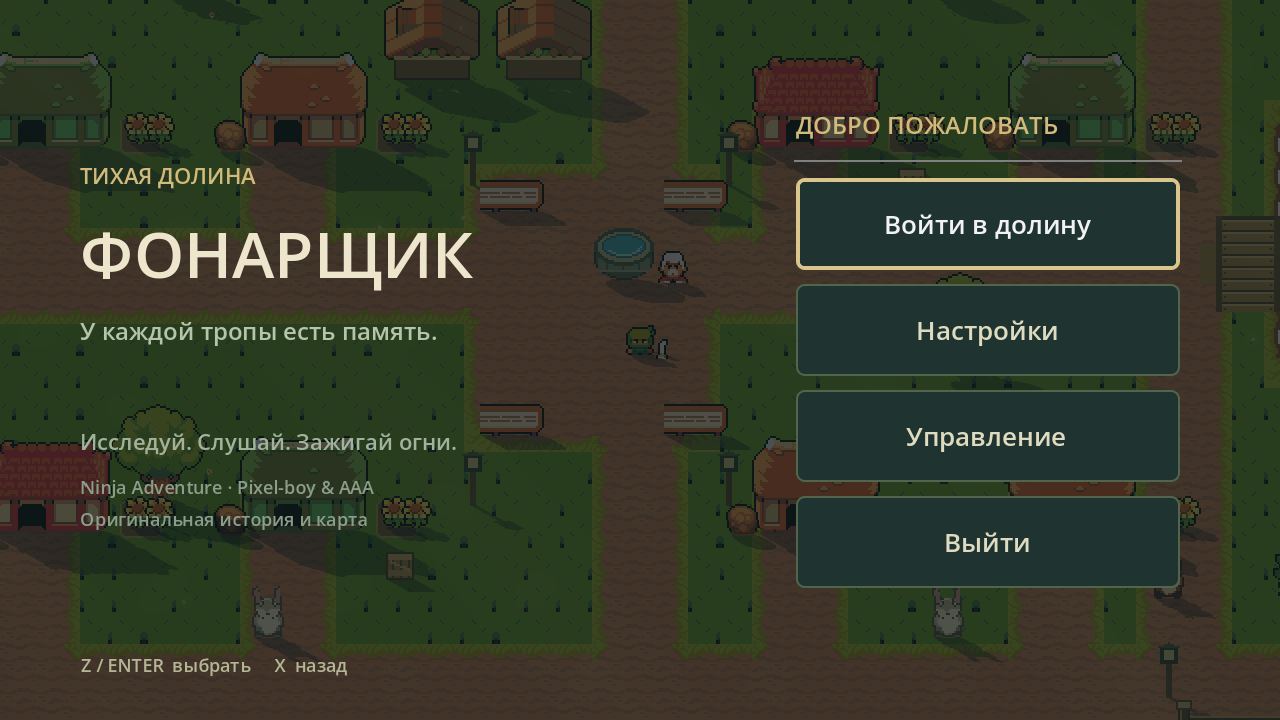 ТИХАЯ ДОЛИНА
ФОНАРЩИК
У каждой тропы есть память.
Исследуй. Слушай. Зажигай огни.
Ninja Adventure · Pixel-boy & AAA
Оригинальная история и карта
Z / ENTER выбрать X назад
ДОБРО ПОЖАЛОВАТЬ
Войти в долину
Настройки
Управление
Выйти